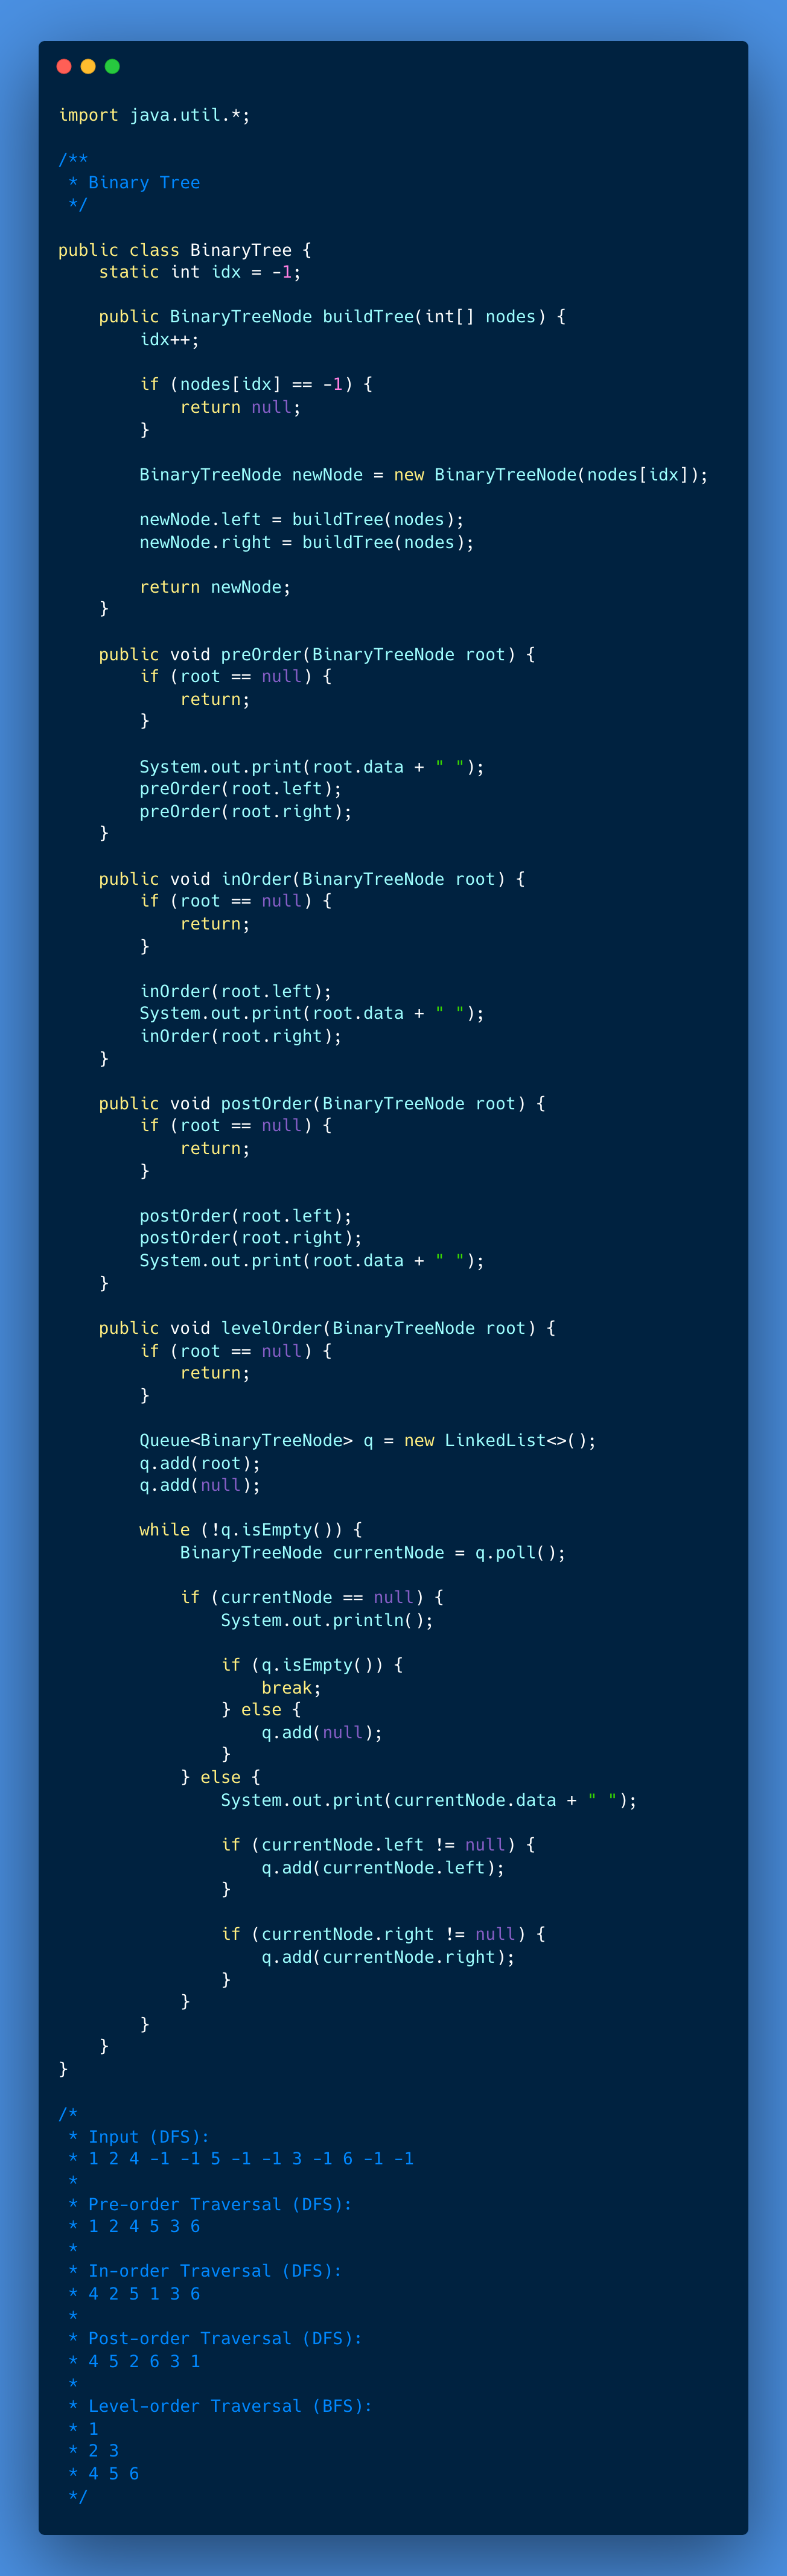 import java.util.*;

/**
 * Binary Tree
 */

public class BinaryTree {
    static int idx = -1;

    public BinaryTreeNode buildTree(int[] nodes) {
        idx++;

        if (nodes[idx] == -1) {
            return null;
        }

        BinaryTreeNode newNode = new BinaryTreeNode(nodes[idx]);

        newNode.left = buildTree(nodes);
        newNode.right = buildTree(nodes);

        return newNode;
    }

    public void preOrder(BinaryTreeNode root) {
        if (root == null) {
            return;
        }

        System.out.print(root.data + " ");
        preOrder(root.left);
        preOrder(root.right);
    }

    public void inOrder(BinaryTreeNode root) {
        if (root == null) {
            return;
        }

        inOrder(root.left);
        System.out.print(root.data + " ");
        inOrder(root.right);
    }

    public void postOrder(BinaryTreeNode root) {
        if (root == null) {
            return;
        }

        postOrder(root.left);
        postOrder(root.right);
        System.out.print(root.data + " ");
    }

    public void levelOrder(BinaryTreeNode root) {
        if (root == null) {
            return;
        }

        Queue<BinaryTreeNode> q = new LinkedList<>();
        q.add(root);
        q.add(null);

        while (!q.isEmpty()) {
            BinaryTreeNode currentNode = q.poll();

            if (currentNode == null) {
                System.out.println();

                if (q.isEmpty()) {
                    break;
                } else {
                    q.add(null);
                }
            } else {
                System.out.print(currentNode.data + " ");

                if (currentNode.left != null) {
                    q.add(currentNode.left);
                }

                if (currentNode.right != null) {
                    q.add(currentNode.right);
                }
            }
        }
    }
}

/*
 * Input (DFS):
 * 1 2 4 -1 -1 5 -1 -1 3 -1 6 -1 -1
 *
 * Pre-order Traversal (DFS):
 * 1 2 4 5 3 6
 *
 * In-order Traversal (DFS):
 * 4 2 5 1 3 6
 *
 * Post-order Traversal (DFS):
 * 4 5 2 6 3 1
 *
 * Level-order Traversal (BFS):
 * 1
 * 2 3
 * 4 5 6
 */